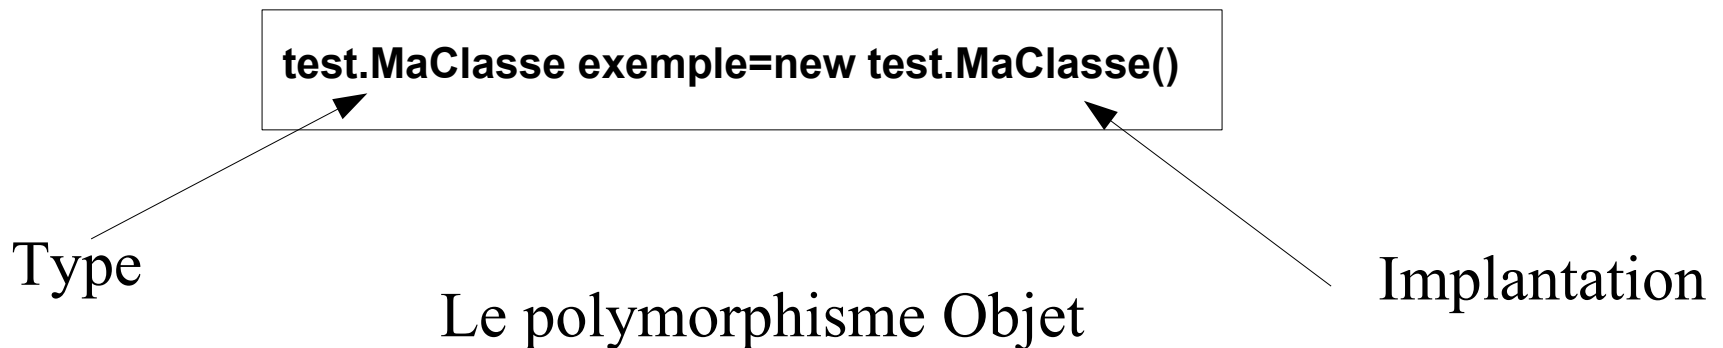 test.MaClasse exemple=new test.MaClasse()
Type
Implantation
Le polymorphisme Objet